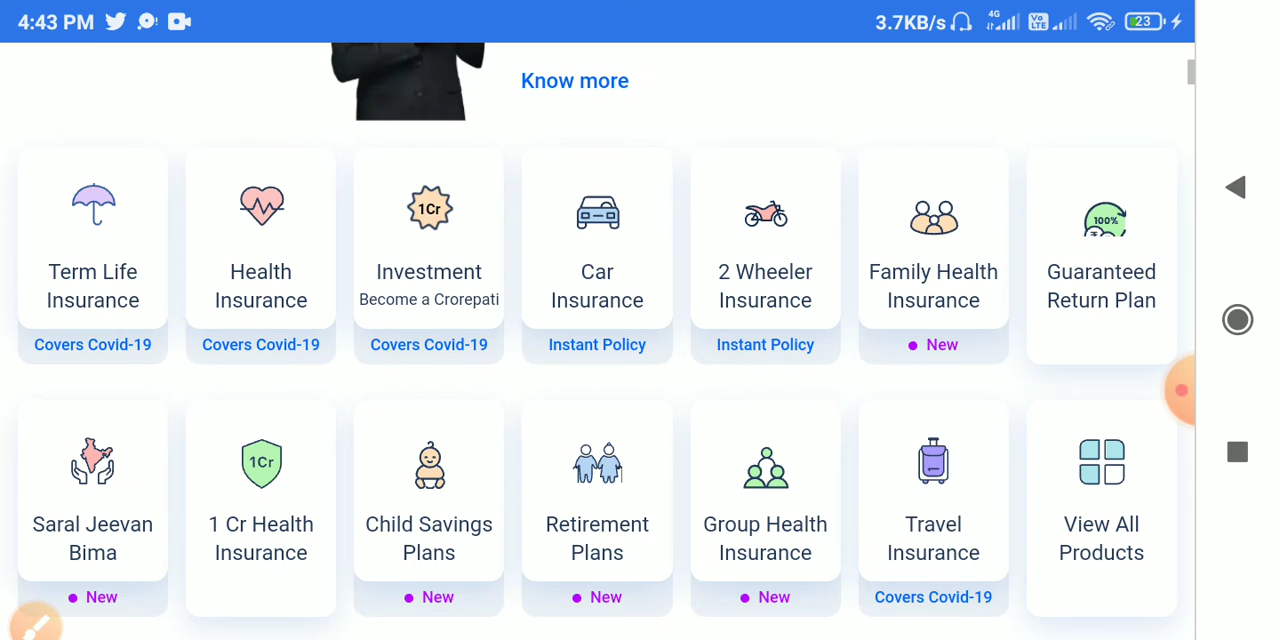 4:43 PM 3.7KB/s 4G Vo LTE 23
Know more
1Cr 100%
Term Life Health Investment Car 2 Wheeler Family Health Guaranteed
Insurance Insurance Become a Crorepati Insurance Insurance Insurance Return Plan
Covers Covid-19 Covers Covid-19 Covers Covid-19 Instant Policy Instant Policy New
1Cr
Saral Jeevan 1 Cr Health Child Savings Retirement Group Health Travel View All
Bima Insurance Plans Plans Insurance Insurance Products
New New New New Covers Covid-19